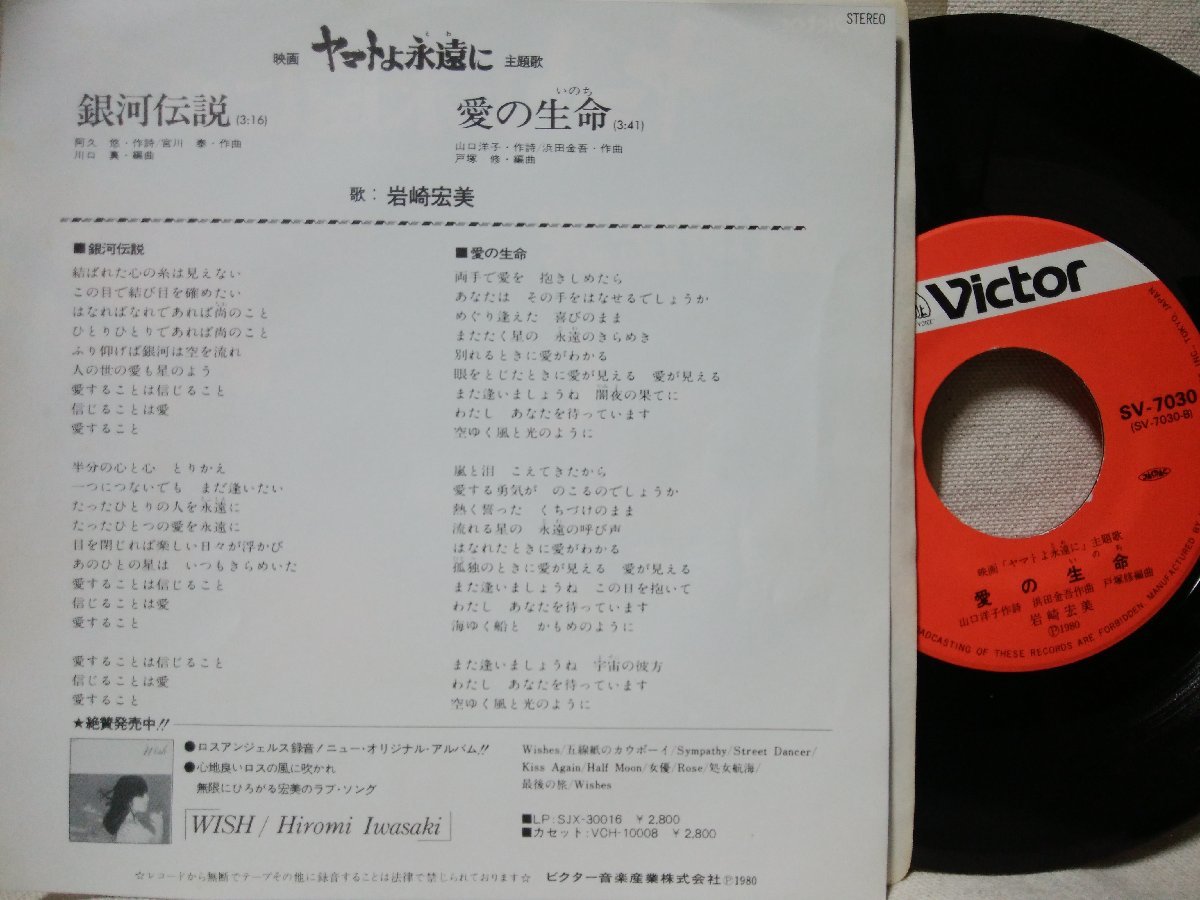 STEREO
映画 ヤマトよ永遠に 主題歌
とわ
銀河伝説(3:16)
阿久 悠・作詩/宮川 泰・作曲
川口 真・編曲
いのち
愛の生命(3:41)
山口洋子・作詩/浜田金吾・作曲
戸塚 修・編曲
歌: 岩崎宏美
■銀河伝説
結ばれた心の糸は見えない
この目で結び目を確めたい
はなればなれであれば尚のこと
ひとりひとりであれば尚のこと
ふり仰げば銀河は空を流れ
人の世の愛も星のよう
愛することは信じること
信じることは愛
愛すること
半分の心と心 とりかえ
一つにつないでも まだ逢いたい
たったひとりの人を永遠に
たったひとつの愛を永遠に
目を閉じれば楽しい日々が浮かび
あのひとの星は いつもきらめいた
愛することは信じること
信じることは愛
愛すること
愛することは信じること
信じることは愛
愛すること
■愛の生命
両手で愛を 抱きしめたら
あなたは その手をはなせるでしょうか
めぐり逢えた 喜びのまま
またたく星の 永遠のきらめき
別れるときに愛がわかる
眼をとじたときに愛が見える 愛が見える
また逢いましょうね 闇夜の果てに
わたし あなたを待っています
空ゆく風と光のように
嵐と泪 こえてきたから
愛する勇気が のこるのでしょうか
熱く誓った くちづけのまま
流れる星の 永遠の呼び声
はなれたときに愛がわかる
孤独のときに愛が見える 愛が見える
また逢いましょうね この日を抱いて
わたし あなたを待っています
海ゆく船と かもめのように
また逢いましょうね 宇宙の彼方
わたし あなたを待っています
空ゆく風と光のように
★絶賛発売中!!
Wish
●ロスアンジェルス録音!ニュー・オリジナル・アルバム!!
●心地良いロスの風に吹かれ
無限にひろがる宏美のラブ・ソング
「WISH / Hiromi Iwasaki」
Wishes/五線紙のカウボーイ/Sympathy/Street Dancer/
Kiss Again/Half Moon/女優/Rose/処女航海/
最後の旅/Wishes
■LP:SJX-30016 ¥2,800
■カセット:VCH-10008 ¥2,800
☆レコードから無断でテープその他に録音することは法律で禁じられております☆ ビクター音楽産業株式会社Ⓟ1980
Victor
INC. TOKYO, JAPAN
SV-7030
(SV-7030-B)
映画「ヤマトよ永遠に」主題歌
とわ
いのち
愛の生命
山口洋子作詩 浜田金吾作曲 戸塚修編曲
岩崎宏美
Ⓟ1980
BROADCASTING OF THESE RECORDS ARE FORBIDDEN. MANUFACTURED BY